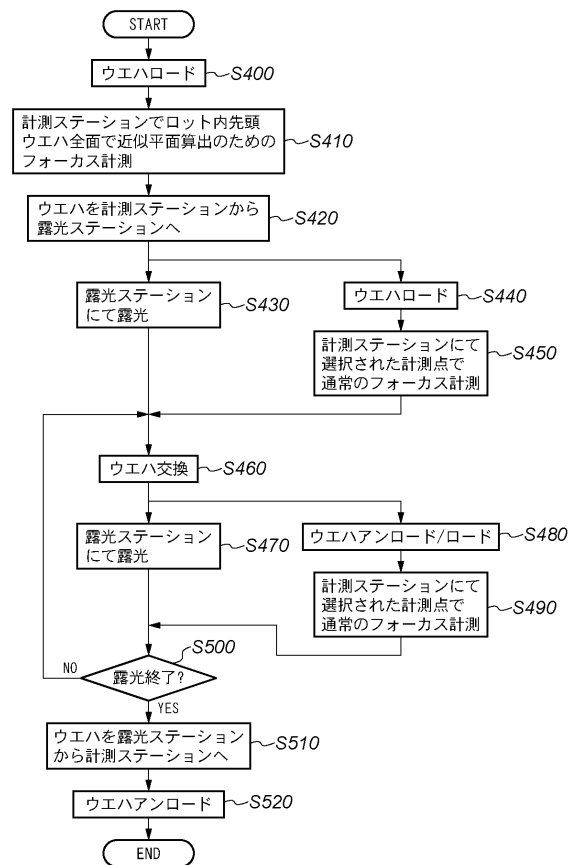 START
ウエハロード
S400
計測ステーションでロット内先頭
ウエハ全面で近似平面算出のための
フォーカス計測
S410
ウエハを計測ステーションから
露光ステーションへ
S420
露光ステーション
にて露光
S430
ウエハロード
S440
計測ステーションにて
選択された計測点で
通常のフォーカス計測
S450
ウエハ交換
S460
露光ステーション
にて露光
S470
ウエハアンロード/ロード
S480
計測ステーションにて
選択された計測点で
通常のフォーカス計測
S490
S500
露光終了?
NO
YES
ウエハを露光ステーション
から計測ステーションへ
S510
ウエハアンロード
S520
END